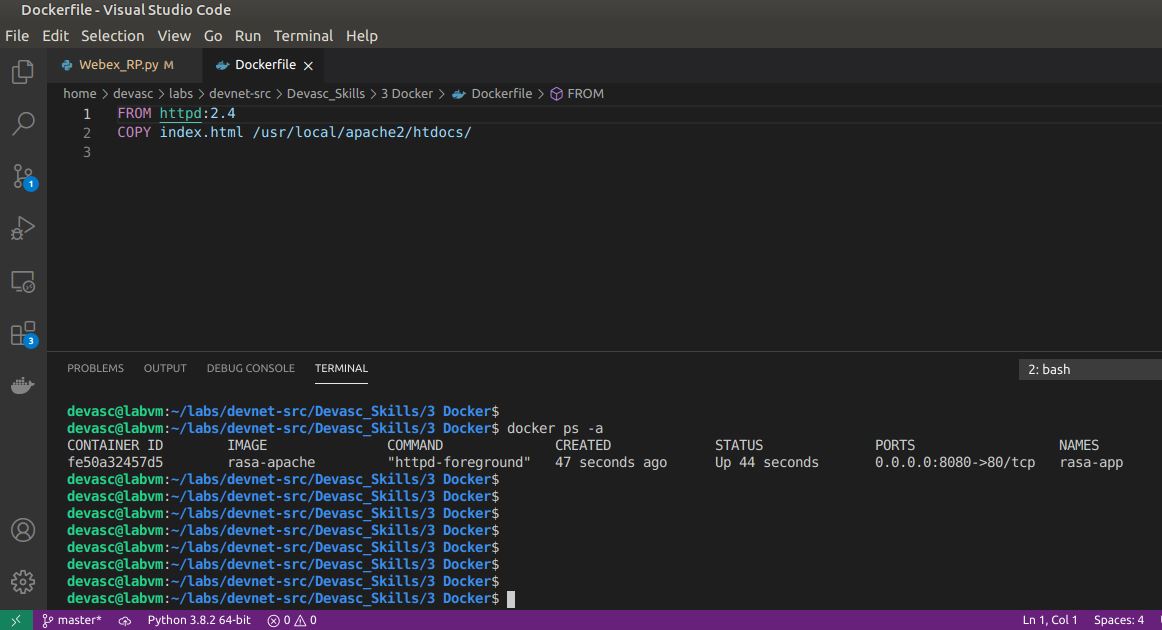 Dockerfile - Visual Studio Code
File Edit Selection View Go Run Terminal Help
Webex_RP.py M Dockerfile ×
home > devasc > labs > devnet-src > Devasc_Skills > 3 Docker > Dockerfile > FROM
1 FROM httpd:2.4
2 COPY index.html /usr/local/apache2/htdocs/
3
1
3
PROBLEMS OUTPUT DEBUG CONSOLE TERMINAL 2: bash
devasc@labvm:~/labs/devnet-src/Devasc_Skills/3 Docker$
devasc@labvm:~/labs/devnet-src/Devasc_Skills/3 Docker$ docker ps -a
CONTAINER ID IMAGE COMMAND CREATED STATUS PORTS NAMES
fe50a32457d5 rasa-apache "httpd-foreground" 47 seconds ago Up 44 seconds 0.0.0.0:8080->80/tcp rasa-app
devasc@labvm:~/labs/devnet-src/Devasc_Skills/3 Docker$
devasc@labvm:~/labs/devnet-src/Devasc_Skills/3 Docker$
devasc@labvm:~/labs/devnet-src/Devasc_Skills/3 Docker$
devasc@labvm:~/labs/devnet-src/Devasc_Skills/3 Docker$
devasc@labvm:~/labs/devnet-src/Devasc_Skills/3 Docker$
devasc@labvm:~/labs/devnet-src/Devasc_Skills/3 Docker$
devasc@labvm:~/labs/devnet-src/Devasc_Skills/3 Docker$
devasc@labvm:~/labs/devnet-src/Devasc_Skills/3 Docker$
master* Python 3.8.2 64-bit 0 0 Ln 1, Col 1 Spaces: 4